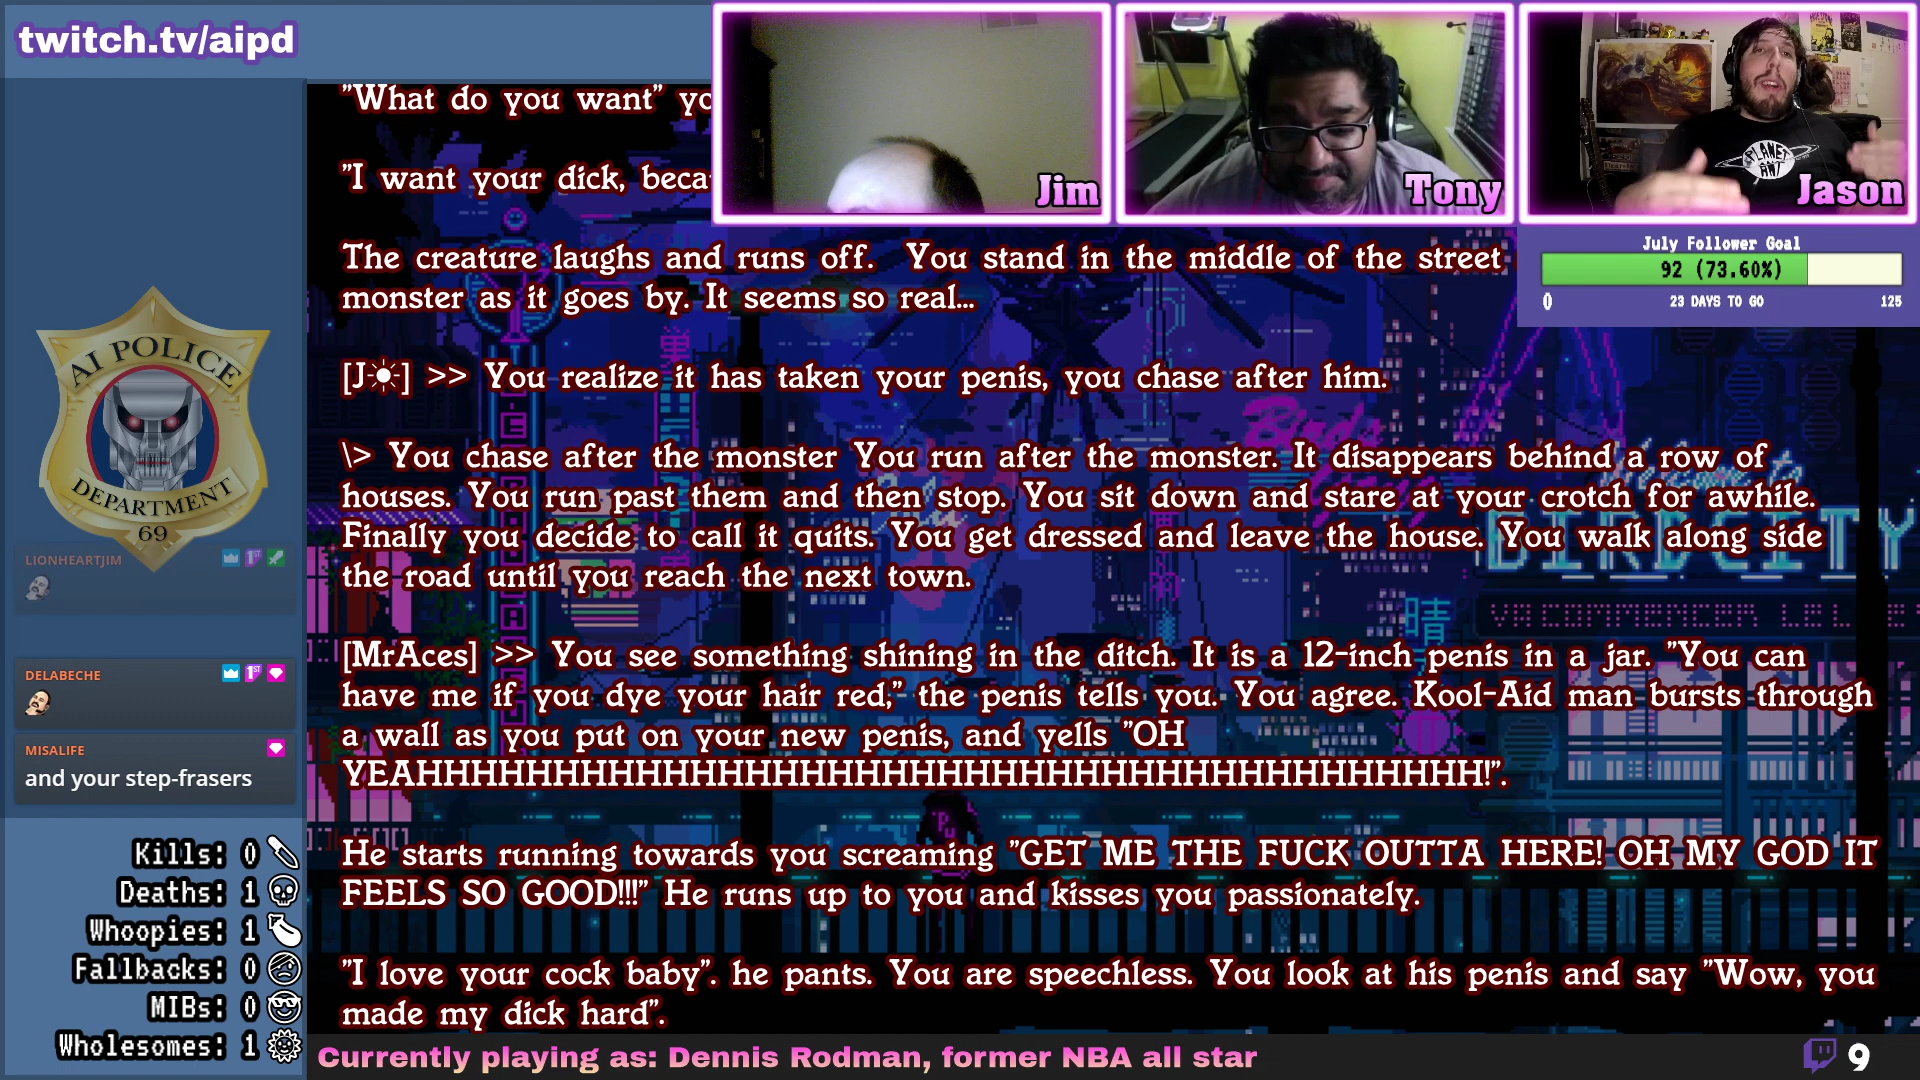 twitch.tv/aipd
"What do you want" yo
"I want your dick, beca
Jim
Tony
PLANET
ANT
Jason
July Follower Goal
92 (73.60%)
0
23 DAYS TO GO
125
The creature laughs and runs off. You stand in the middle of the street
monster as it goes by. It seems so real...
[J☀] >> You realize it has taken your penis, you chase after him.
\> You chase after the monster You run after the monster. It disappears behind a row of
houses. You run past them and then stop. You sit down and stare at your crotch for awhile.
Finally you decide to call it quits. You get dressed and leave the house. You walk along side
the road until you reach the next town.
[MrAces] >> You see something shining in the ditch. It is a 12-inch penis in a jar. "You can
have me if you dye your hair red," the penis tells you. You agree. Kool-Aid man bursts through
a wall as you put on your new penis, and yells "OH
YEAHHHHHHHHHHHHHHHHHHHHHHHHHHHHHHHHHHHHHHH!".
He starts running towards you screaming "GET ME THE FUCK OUTTA HERE! OH MY GOD IT
FEELS SO GOOD!!!" He runs up to you and kisses you passionately.
"I love your cock baby". he pants. You are speechless. You look at his penis and say "Wow, you
made my dick hard".
AI POLICE
DEPARTMENT
69
LIONHEARTJIM
1ST
DELABECHE
1ST
MISALIFE
and your step-frasers
Kills: 0
Deaths: 1
Whoopies: 1
Fallbacks: 0
MIBs: 0
Wholesomes: 1
BIRDCITY
晴
Currently playing as: Dennis Rodman, former NBA all star
9